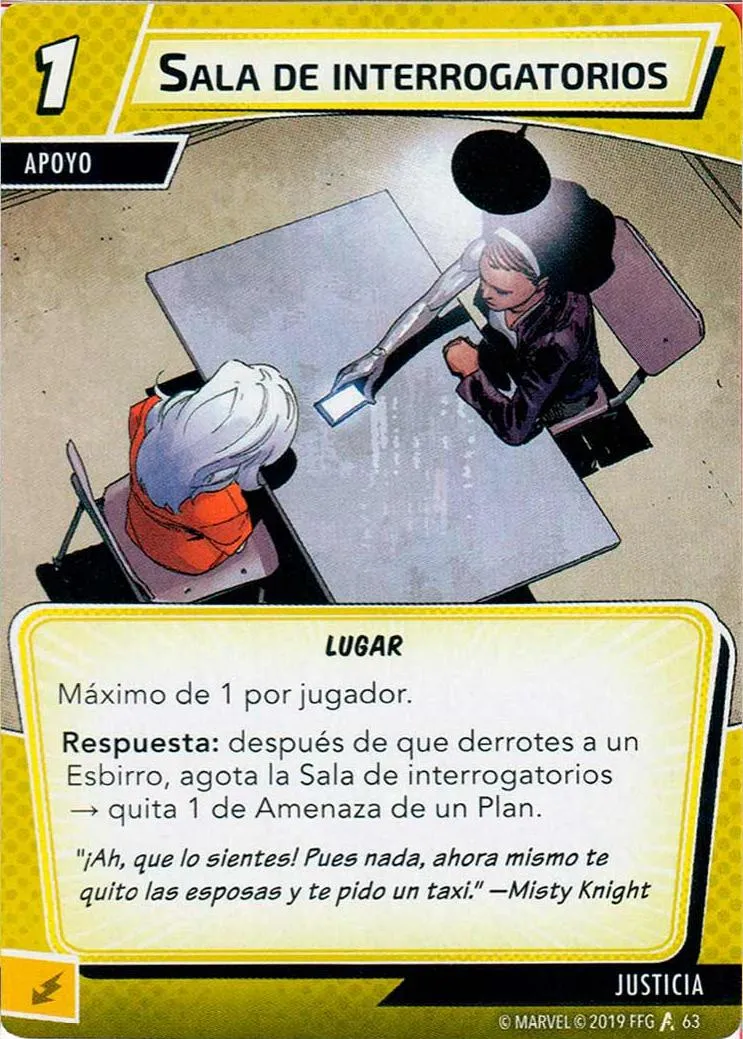 1
SALA DE INTERROGATORIOS
APOYO
LUGAR
Máximo de 1 por jugador.
Respuesta: después de que derrotes a un
Esbirro, agota la Sala de interrogatorios
→ quita 1 de Amenaza de un Plan.
"¡Ah, que lo sientes! Pues nada, ahora mismo te
quito las esposas y te pido un taxi." —Misty Knight
JUSTICIA
© MARVEL © 2019 FFG 63